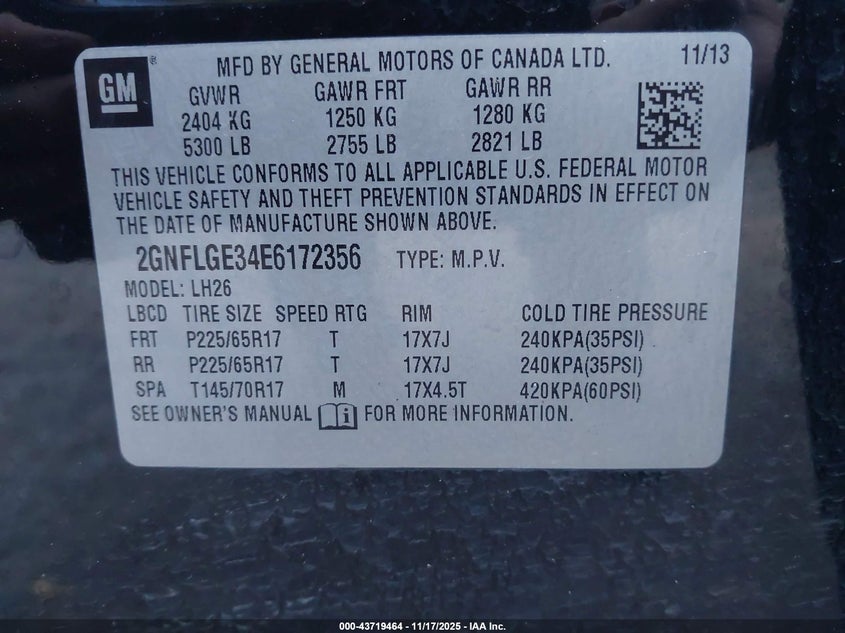 GM ®
MFD BY GENERAL MOTORS OF CANADA LTD. 11/13
GVWR GAWR FRT GAWR RR
2404 KG 1250 KG 1280 KG
5300 LB 2755 LB 2821 LB
THIS VEHICLE CONFORMS TO ALL APPLICABLE U.S. FEDERAL MOTOR
VEHICLE SAFETY AND THEFT PREVENTION STANDARDS IN EFFECT ON
THE DATE OF MANUFACTURE SHOWN ABOVE.
2GNFLGE34E6172356 TYPE: M.P.V.
MODEL: LH26
LBCD TIRE SIZE SPEED RTG RIM COLD TIRE PRESSURE
FRT P225/65R17 T 17X7J 240KPA(35PSI)
RR P225/65R17 T 17X7J 240KPA(35PSI)
SPA T145/70R17 M 17X4.5T 420KPA(60PSI)
SEE OWNER'S MANUAL i FOR MORE INFORMATION.
000-43719464 - 11/17/2025 - IAA Inc.